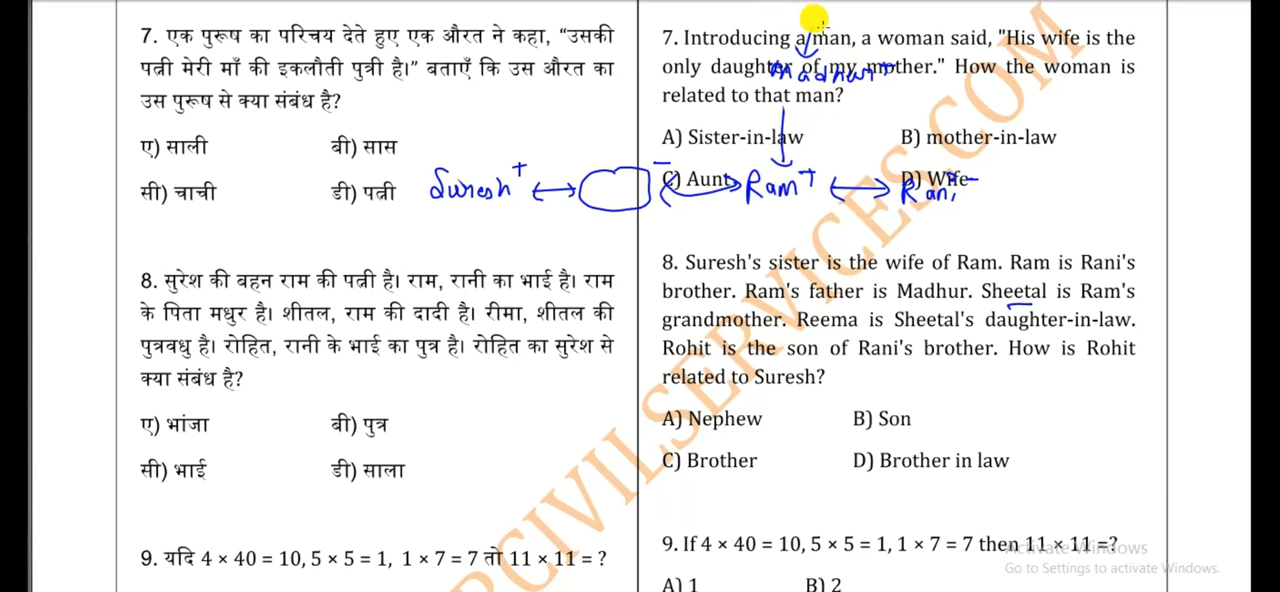 7. एक पुरूष का परिचय देते हुए एक औरत ने कहा, “उसकी
पत्नी मेरी माँ की इकलौती पुत्री है।” बताएँ कि उस औरत का
उस पुरूष से क्या संबंध है?
ए) साली बी) सास
सी) चाची डी) पत्नी
8. सुरेश की बहन राम की पत्नी है। राम, रानी का भाई है। राम
के पिता मधुर है। शीतल, राम की दादी है। रीमा, शीतल की
पुत्रवधु है। रोहित, रानी के भाई का पुत्र है। रोहित का सुरेश से
क्या संबंध है?
ए) भांजा बी) पुत्र
सी) भाई डी) साला
9. यदि 4 × 40 = 10, 5 × 5 = 1, 1 × 7 = 7 तो 11 × 11 = ?
7. Introducing a man, a woman said, "His wife is the
only daughter of my mother." How the woman is
related to that man?
A) Sister-in-law B) mother-in-law
C) Aunt D) Wife
Madhur+
Suresh+ Ram+ Rani-
8. Suresh's sister is the wife of Ram. Ram is Rani's
brother. Ram's father is Madhur. Sheetal is Ram's
grandmother. Reema is Sheetal's daughter-in-law.
Rohit is the son of Rani's brother. How is Rohit
related to Suresh?
A) Nephew B) Son
C) Brother D) Brother in law
9. If 4 × 40 = 10, 5 × 5 = 1, 1 × 7 = 7 then 11 × 11 =?
A) 1 B) 2
Activate Windows
Go to Settings to activate Windows.
RCIVILSERVICES.COM